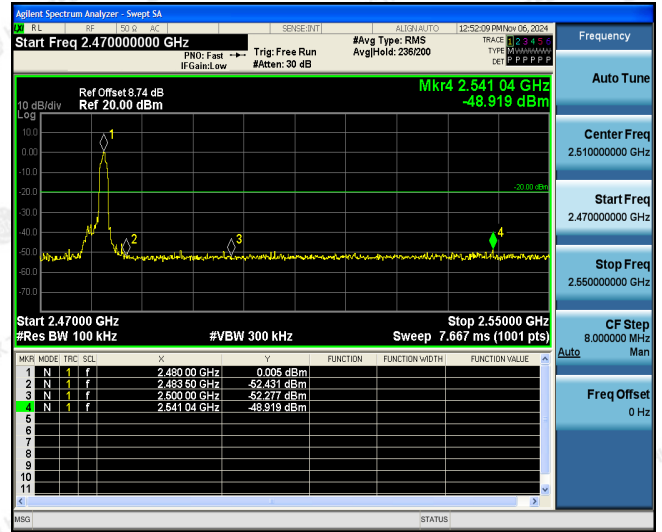 Agilent Spectrum Analyzer - Swept SA
LXI RL RF 50 Ω AC SENSE:INT ALIGN AUTO 12:52:09 PM Nov 06, 2024
Start Freq 2.470000000 GHz
PNO: Fast
IFGain:Low
Trig: Free Run
#Atten: 30 dB
#Avg Type: RMS
Avg|Hold: 236/200
TRACE 1 2 3 4 5 6
TYPE MWWWWW
DET P P P P P P
Frequency
Ref Offset 8.74 dB
10 dB/div Ref 20.00 dBm
Log
Mkr4 2.541 04 GHz
-48.919 dBm
10.0
0.00
-10.0
-20.0
-30.0
-40.0
-50.0
-60.0
-70.0
1
2
3
4
-20.00 dBm
Start 2.47000 GHz
Stop 2.55000 GHz
#Res BW 100 kHz #VBW 300 kHz Sweep 7.667 ms (1001 pts)
MKR MODE TRC SCL X Y FUNCTION FUNCTION WIDTH FUNCTION VALUE
1 N 1 f 2.480 00 GHz 0.005 dBm
2 N 1 f 2.483 50 GHz -52.431 dBm
3 N 1 f 2.500 00 GHz -52.277 dBm
4 N 1 f 2.541 04 GHz -48.919 dBm
5
6
7
8
9
10
11
MSG STATUS
Auto Tune
Center Freq
2.510000000 GHz
Start Freq
2.470000000 GHz
Stop Freq
2.550000000 GHz
CF Step
8.000000 MHz
Auto Man
Freq Offset
0 Hz